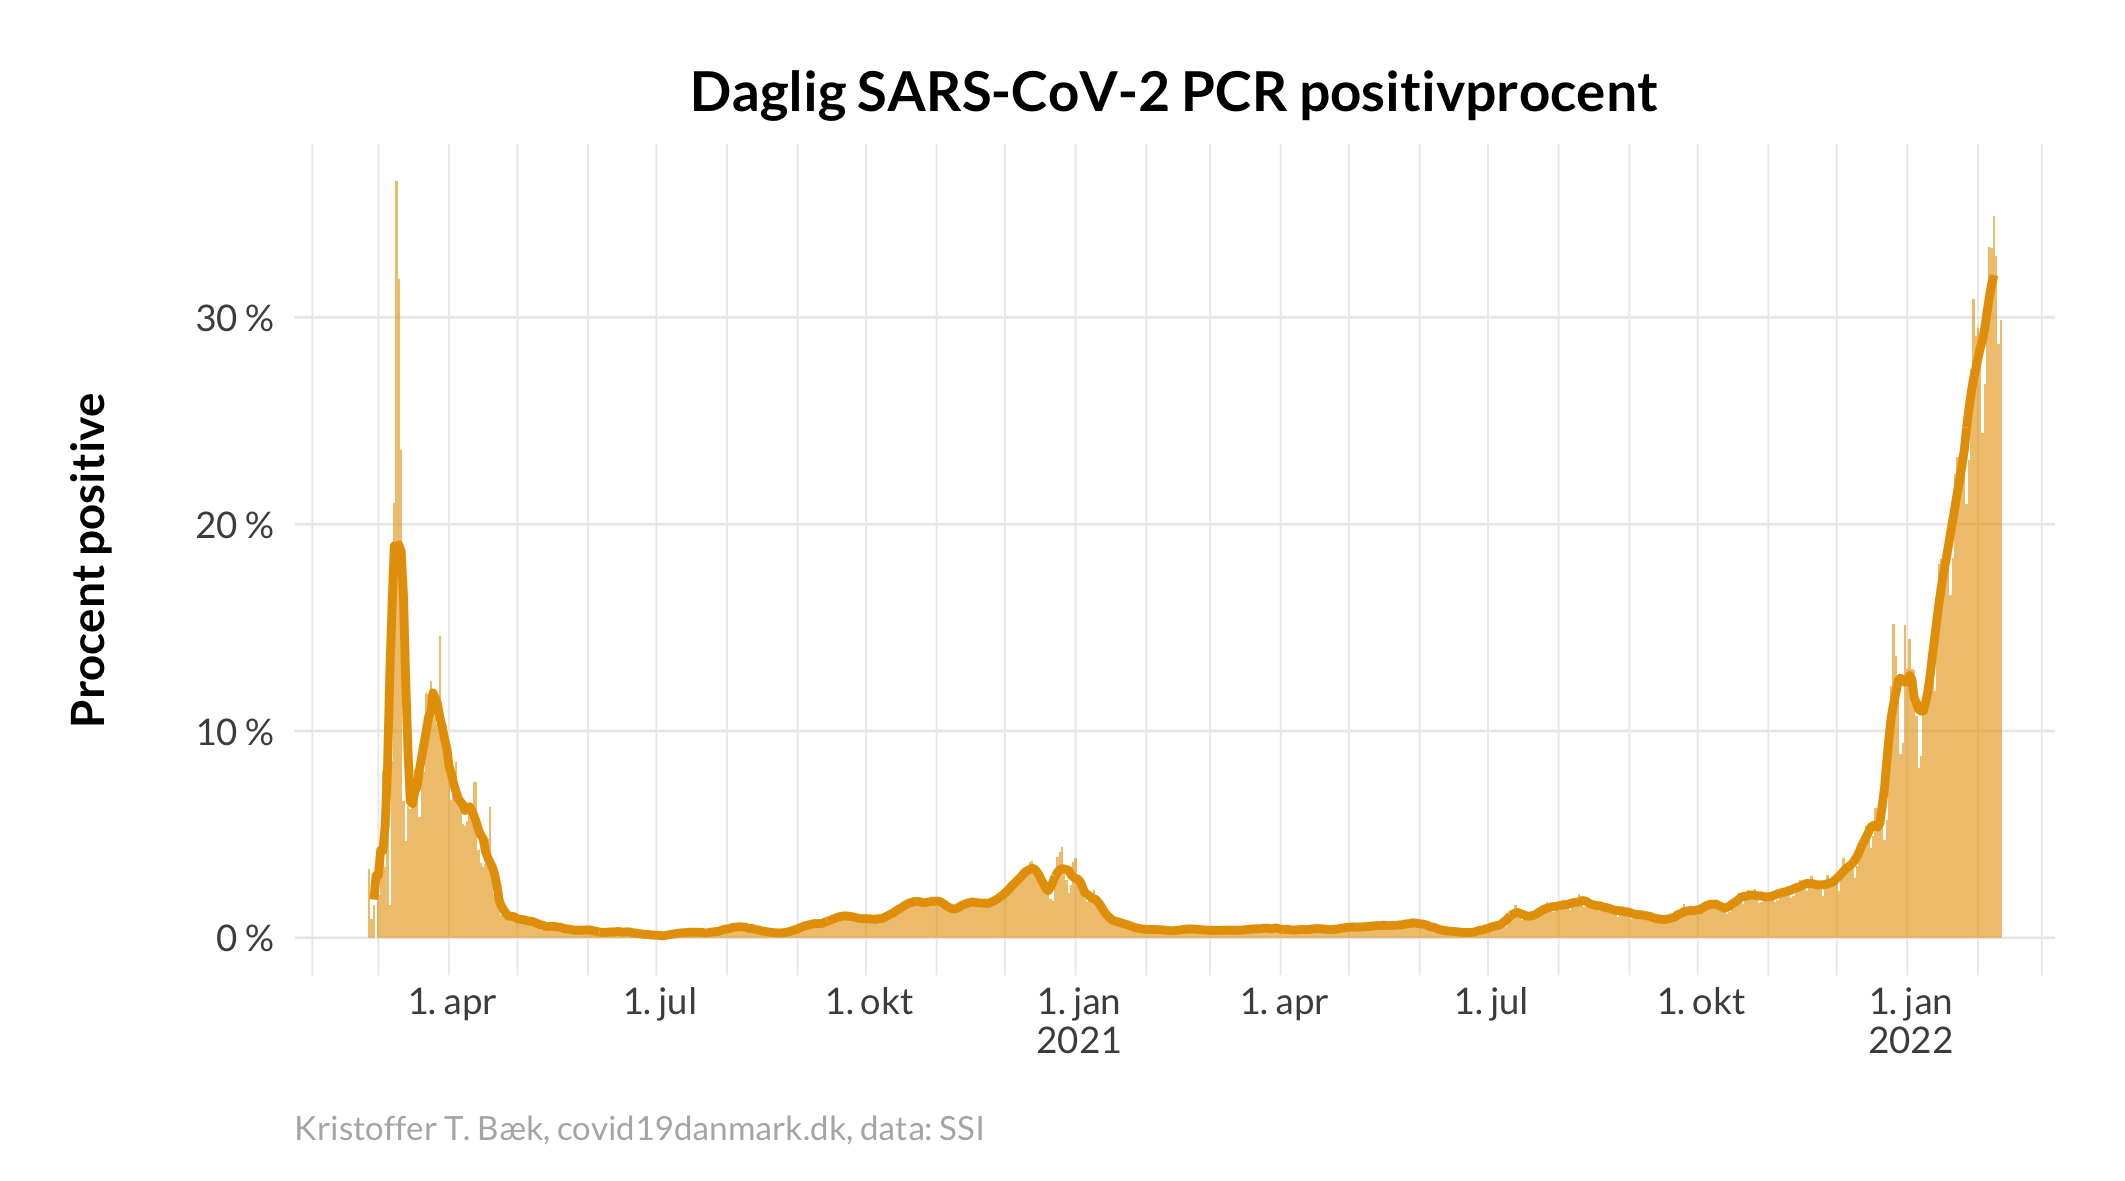 Daglig SARS-CoV-2 PCR positivprocent
Procent positive
30 %
20 %
10 %
0 %
1. apr
1. jul
1. okt
1. jan
2021
1. apr
1. jul
1. okt
1. jan
2022
Kristoffer T. Bæk, covid19danmark.dk, data: SSI